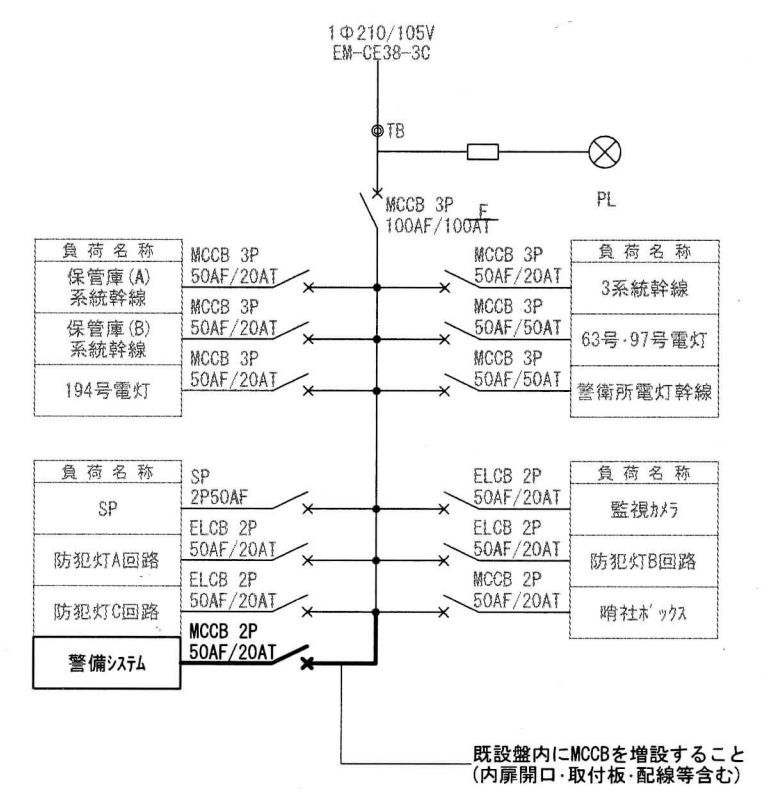 1Φ210/105V
EM-CE38-3C
TB
PL
MCCB 3P
100AF/100AT
F
負荷名称
MCCB 3P
50AF/20AT
保管庫(A)
系統幹線
MCCB 3P
50AF/20AT
保管庫(B)
系統幹線
MCCB 3P
50AF/20AT
194号電灯
負荷名称
MCCB 3P
50AF/20AT
3系統幹線
MCCB 3P
50AF/50AT
63号・97号電灯
MCCB 3P
50AF/50AT
警衛所電灯幹線
負荷名称
SP
2P50AF
SP
ELCB 2P
50AF/20AT
防犯灯A回路
ELCB 2P
50AF/20AT
防犯灯C回路
MCCB 2P
50AF/20AT
警備システム
負荷名称
ELCB 2P
50AF/20AT
監視カメラ
ELCB 2P
50AF/20AT
防犯灯B回路
MCCB 2P
50AF/20AT
哨社ボックス
既設盤内にMCCBを増設すること
(内扉開口・取付板・配線等含む)